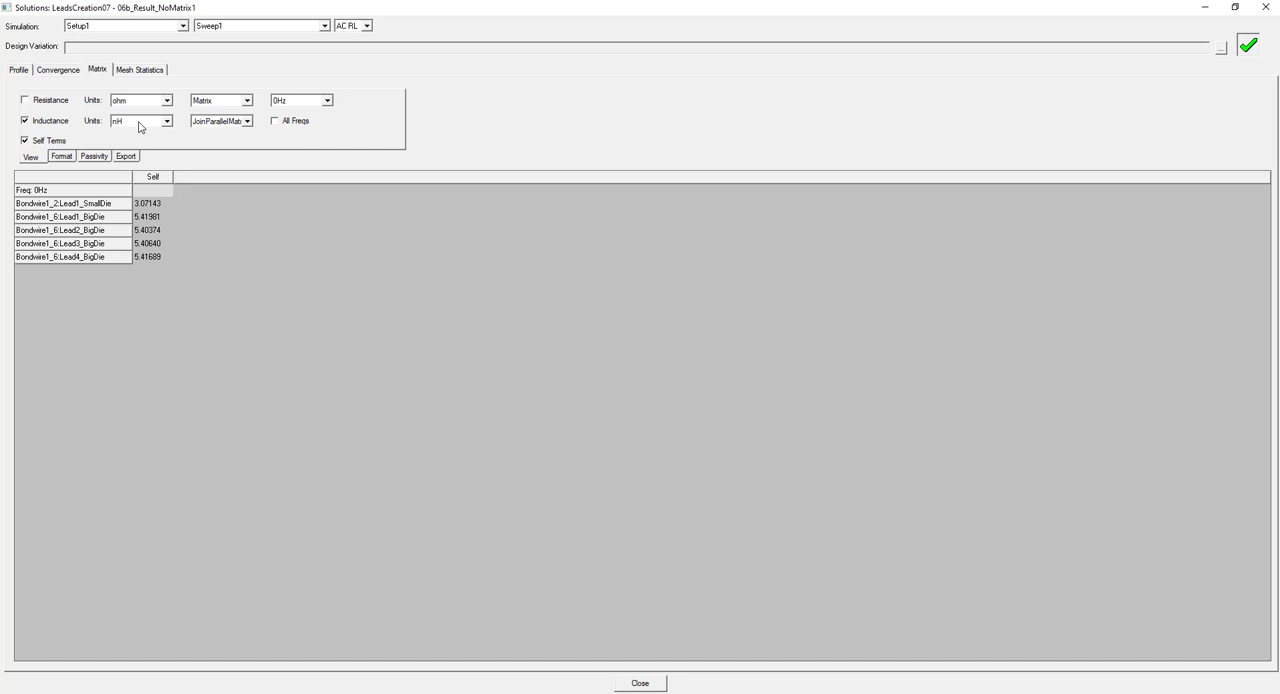 Solutions: LeadsCreation07 - 06b_Result_NoMatrix1
Simulation: Setup1 Sweep1 AC RL
Design Variation: ...
Profile Convergence Matrix Mesh Statistics
Resistance Units: ohm Matrix 0Hz
Inductance Units: nH JoinParallelMatr All Freqs
Self Terms
View Format Passivity Export
Self
Freq: 0Hz
Bondwire1_2:Lead1_SmallDie 3.07143
Bondwire1_6:Lead1_BigDie 5.41981
Bondwire1_6:Lead2_BigDie 5.40374
Bondwire1_6:Lead3_BigDie 5.40640
Bondwire1_6:Lead4_BigDie 5.41689
Close